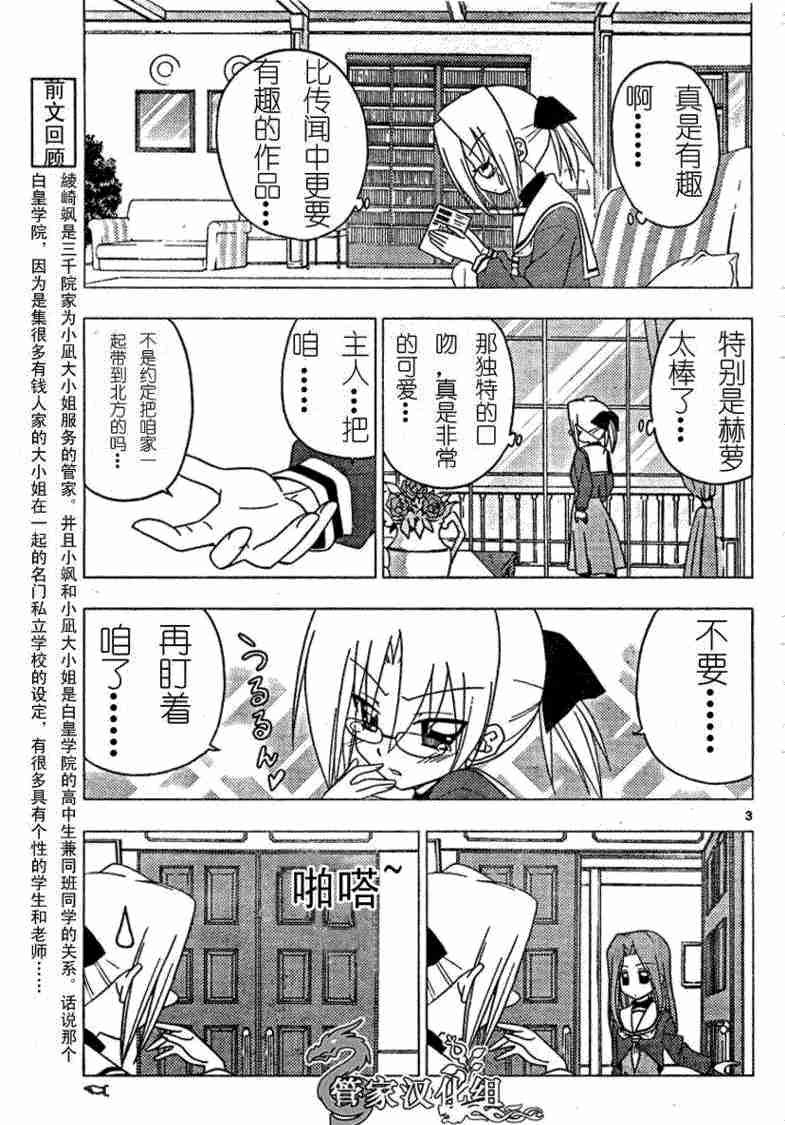 真是有趣
啊……
比传闻中更要
有趣的作品…
特别是赫萝
太棒了…
那独特的口
吻,真是非常
的可爱…
主人…把
咱…
不是约定把咱家一
起带到北方的吗…
不要……
うるるん
再盯着
咱了……
3
啪嗒~
前文回顾
綾崎飒是三千院家为小凪大小姐服务的管家。并且小飒和小凪大小姐是白皇学院的高中生兼同班同学的关系。话说那个
白皇学院，因为是集很多有钱人家的大小姐在一起的名门私立学校的设定，有很多具有个性的学生和老师……
管家汉化组